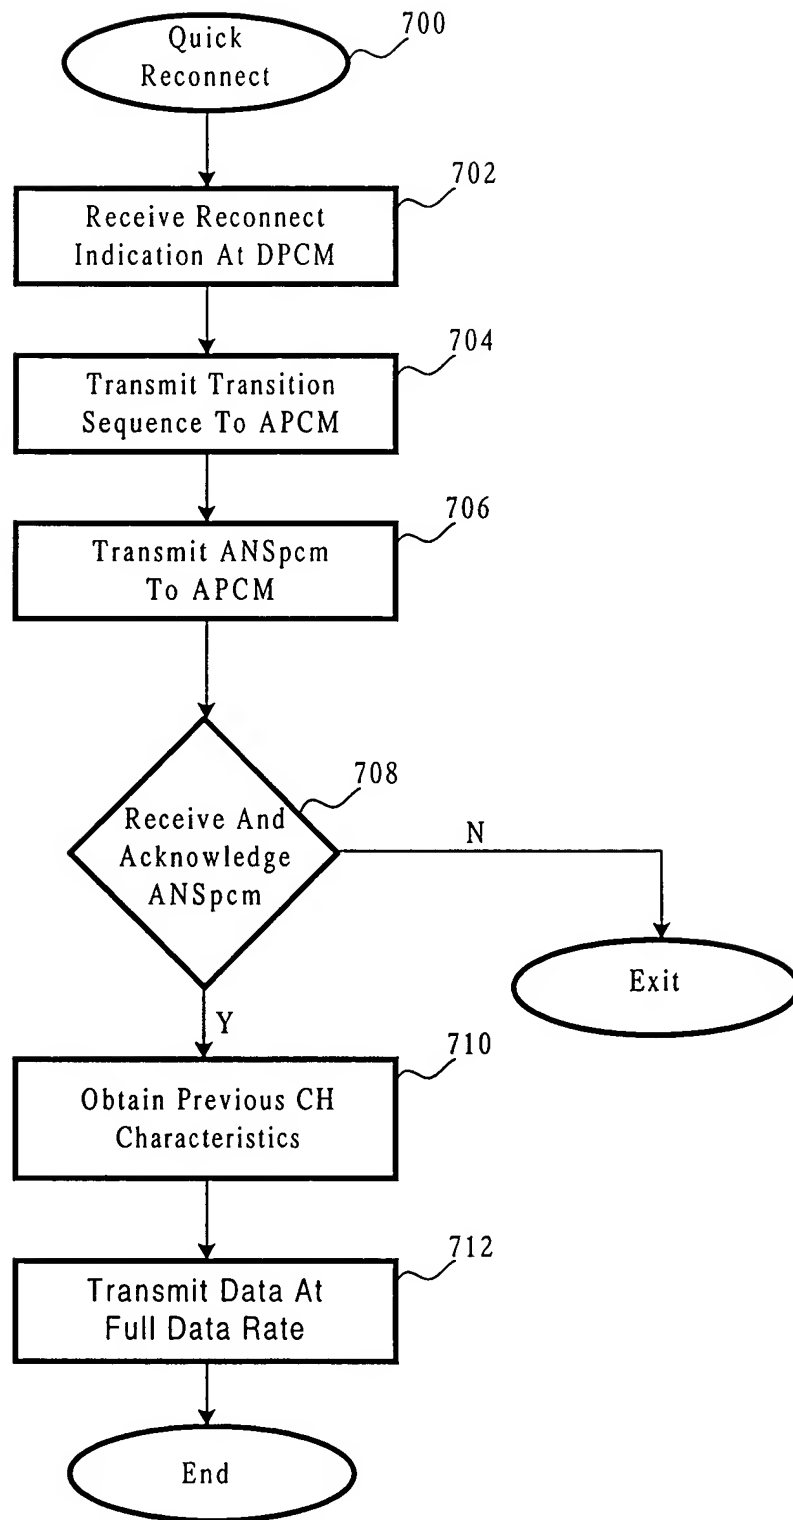 Quick
Reconnect
700
702
Receive Reconnect
Indication At DPCM
704
Transmit Transition
Sequence To APCM
706
Transmit ANSpcm
To APCM
708
Receive And
Acknowledge
ANSpcm
N
Exit
Y
710
Obtain Previous CH
Characteristics
712
Transmit Data At
Full Data Rate
End